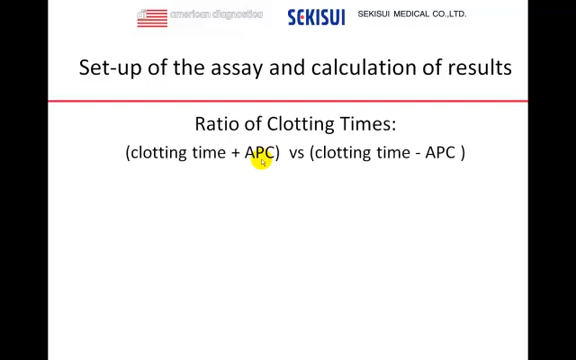 american diagnostica
SEKISUI
SEKISUI MEDICAL CO.,LTD.
Set-up of the assay and calculation of results
Ratio of Clotting Times:
(clotting time + APC) vs (clotting time - APC )